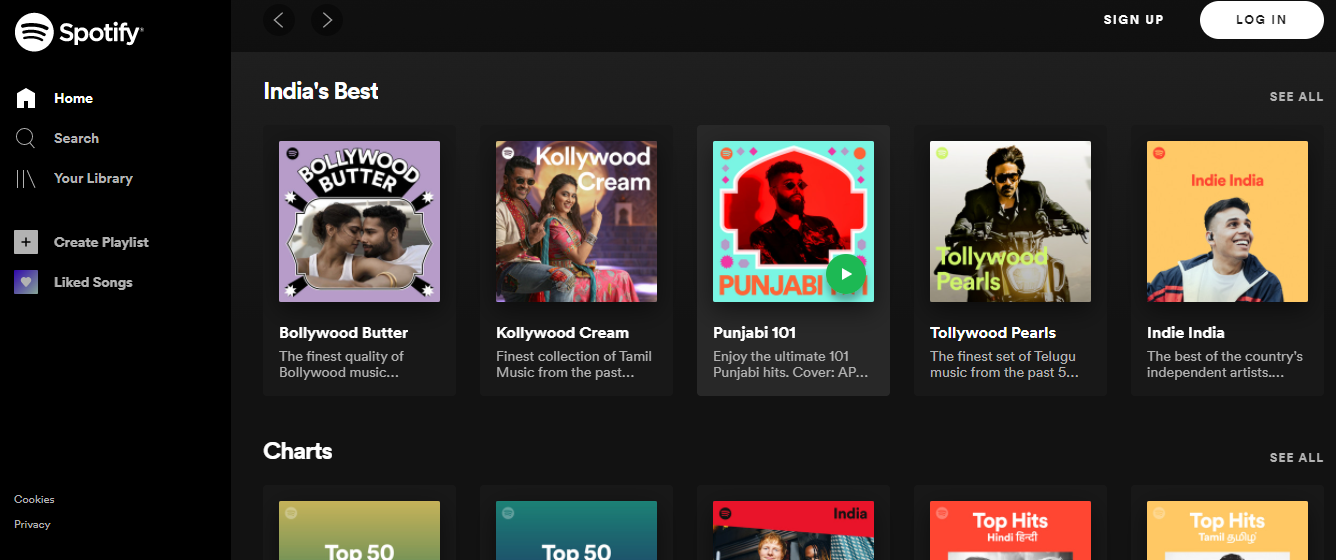 Spotify®
Home
Search
Your Library
Create Playlist
Liked Songs
Cookies
Privacy
SIGN UP
LOG IN
India's Best
SEE ALL
BOLLYWOOD
BUTTER
Bollywood Butter
The finest quality of
Bollywood music...
Kollywood
Cream
Kollywood Cream
Finest collection of Tamil
Music from the past...
PUNJABI 101
Punjabi 101
Enjoy the ultimate 101
Punjabi hits. Cover: AP...
Tollywood
Pearls
Tollywood Pearls
The finest set of Telugu
music from the past 5...
Indie India
Indie India
The best of the country's
independent artists....
Charts
SEE ALL
Top 50
Top 50
India
Top Hits
Hindi हिन्दी
Top Hits
Tamil தமிழ்